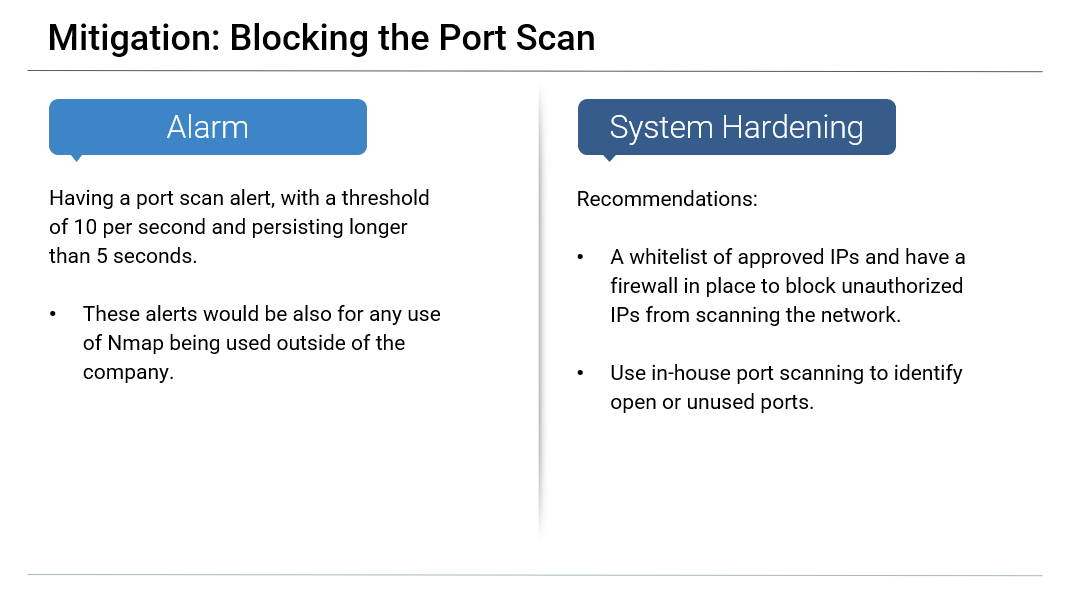 Mitigation: Blocking the Port Scan
Alarm
Having a port scan alert, with a threshold
of 10 per second and persisting longer
than 5 seconds.
• These alerts would be also for any use
of Nmap being used outside of the
company.
System Hardening
Recommendations:
• A whitelist of approved IPs and have a
firewall in place to block unauthorized
IPs from scanning the network.
• Use in-house port scanning to identify
open or unused ports.